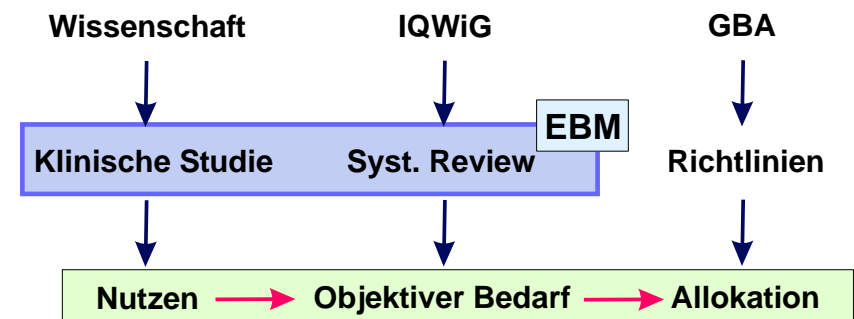 Wissenschaft IQWiG GBA
EBM
Klinische Studie Syst. Review Richtlinien
Nutzen Objektiver Bedarf Allokation